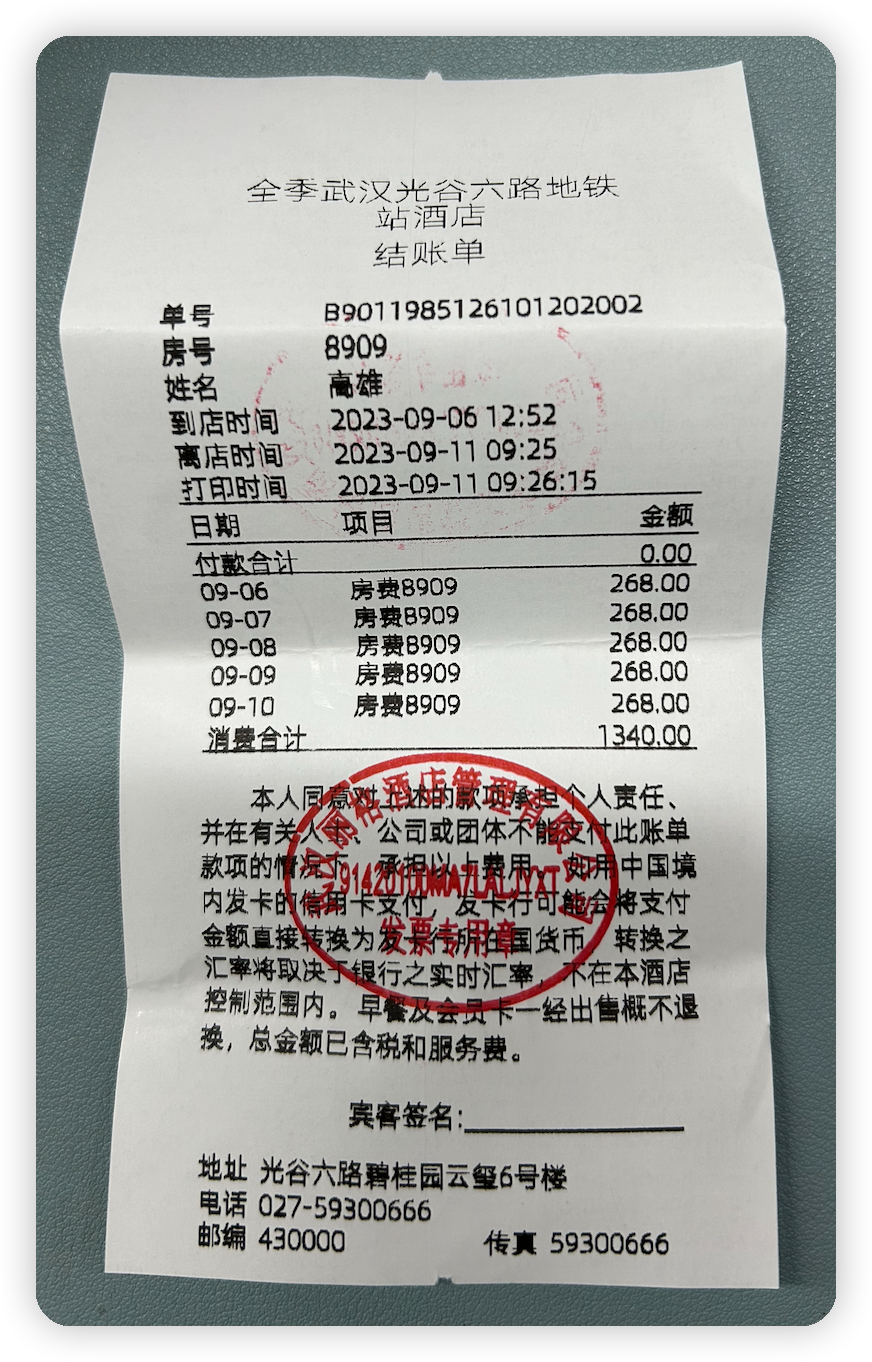 全季武汉光谷六路地铁
站酒店
结账单
单号 B90119851261012​02002
房号 8909
姓名 高雄
到店时间 2023-09-06 12:52
离店时间 2023-09-11 09:25
打印时间 2023-09-11 09:26:15
日期 项目 金额
付款合计 0.00
09-06 房费8909 268.00
09-07 房费8909 268.00
09-08 房费8909 268.00
09-09 房费8909 268.00
09-10 房费8909 268.00
消费合计 1340.00
本人同意对上述的款项承担个人责任、
并在有关人士、公司或团体不能支付此账单
款项的情况下，承担以上费用。如用中国境
内发卡的信用卡支付，发卡行可能会将支付
金额直接转换为发卡行所在国货币，转换之
汇率将取决于银行之实时汇率，不在本酒店
控制范围内。早餐及会员卡一经出售概不退
换，总金额已含税和服务费。
武汉丽裕酒店管理有限公司
发票专用章
宾客签名:
地址 光谷六路碧桂园云玺6号楼
电话 027-59300666
邮编 430000 传真 59300666